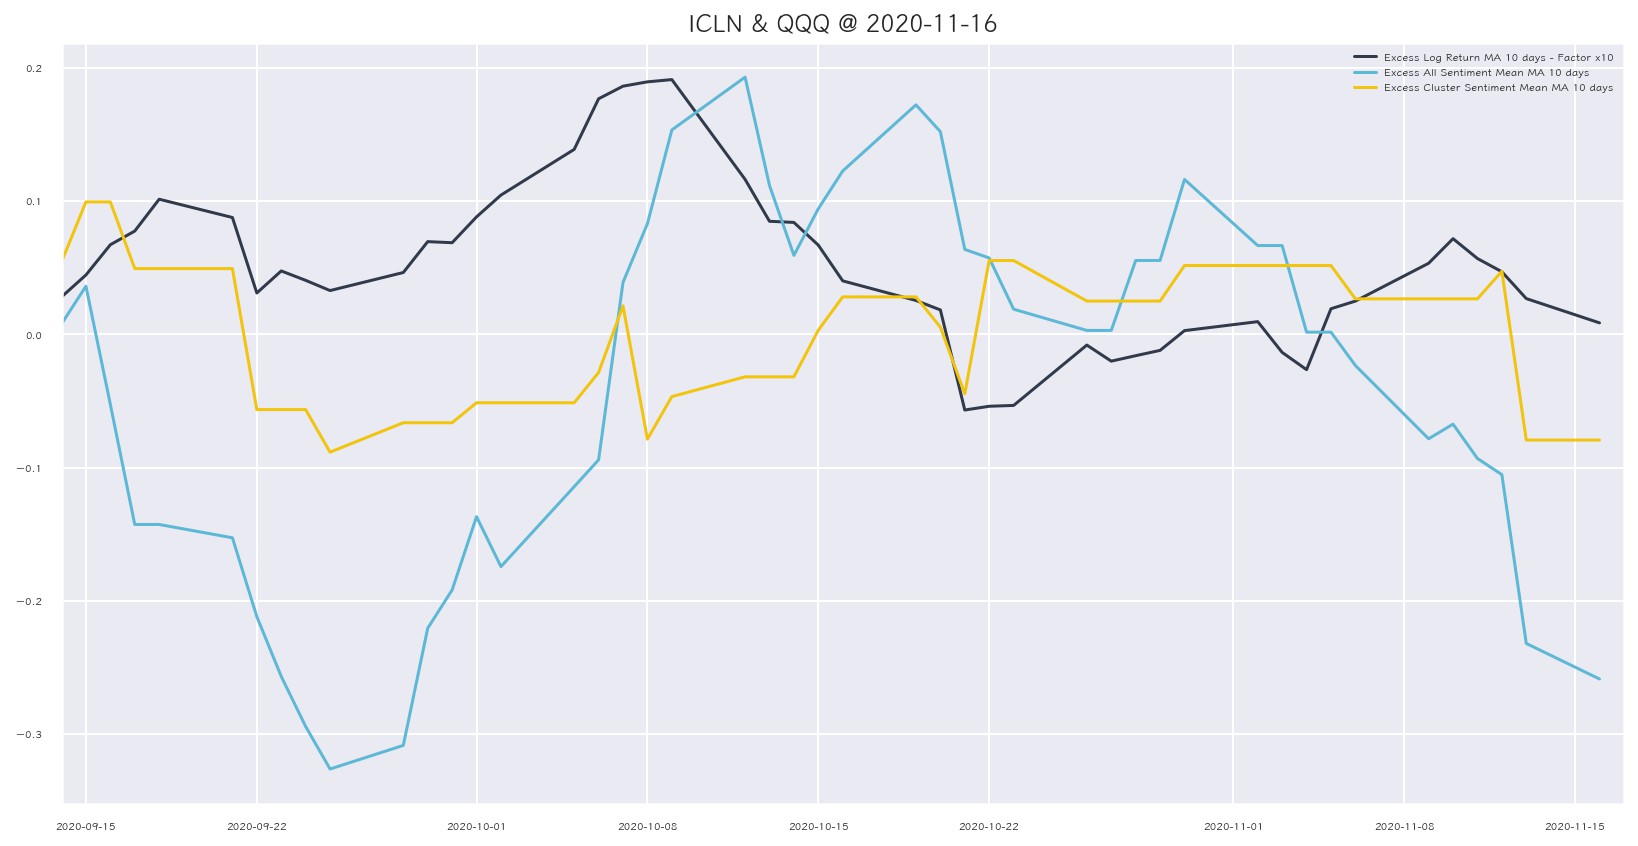 ICLN & QQQ @ 2020-11-16
Excess Log Return MA 10 days - Factor x10
Excess All Sentiment Mean MA 10 days
Excess Cluster Sentiment Mean MA 10 days
0.2
0.1
0.0
−0.1
−0.2
−0.3
2020-09-15 2020-09-22 2020-10-01 2020-10-08 2020-10-15 2020-10-22 2020-11-01 2020-11-08 2020-11-15